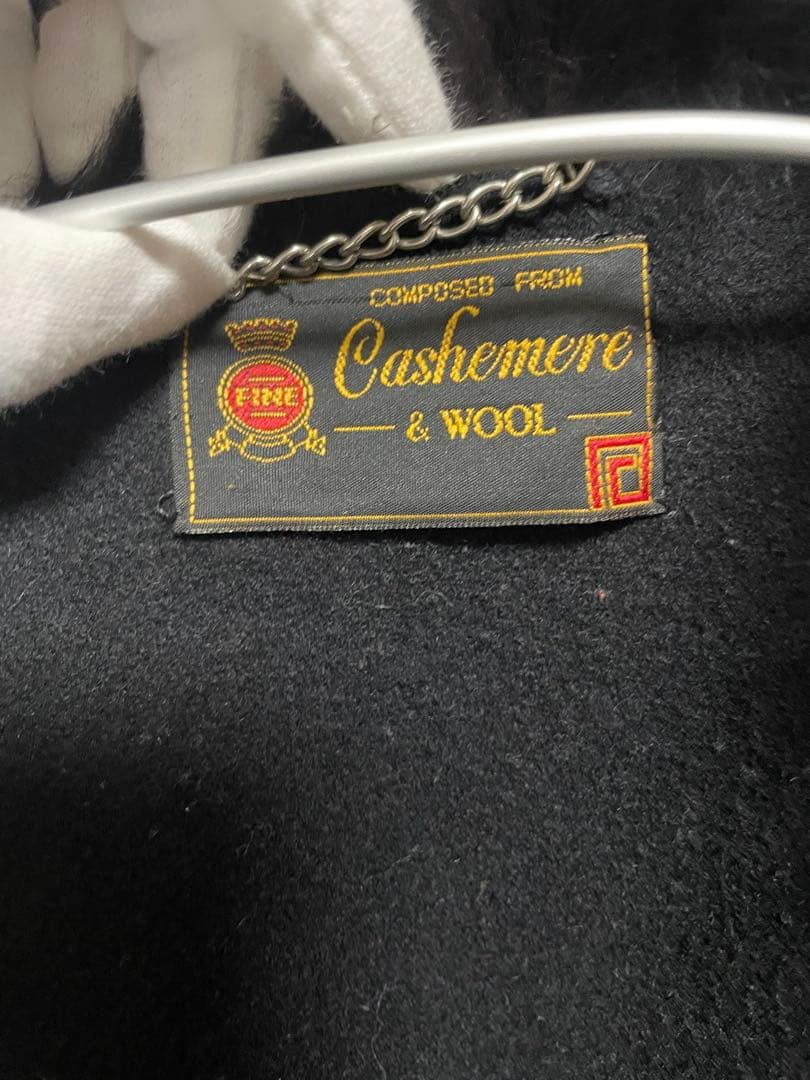 COMPOSED FROM
Cashemere
FINE
& WOOL